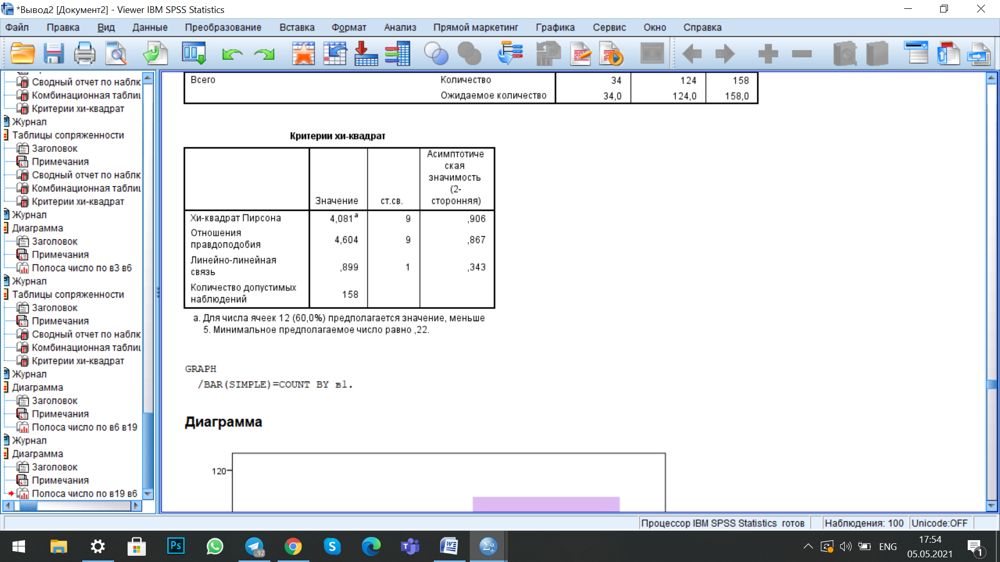 *Вывод2 [Документ2] - Viewer IBM SPSS Statistics
Файл Правка Вид Данные Преобразование Вставка Формат Анализ Прямой маркетинг Графика Сервис Окно Справка
Сводный отчет по наблк
Комбинационная таблиц
Критерии хи-квадрат
Журнал
Таблицы сопряженности
Заголовок
Примечания
Сводный отчет по наблк
Комбинационная таблиц
Критерии хи-квадрат
Журнал
Диаграмма
Заголовок
Примечания
Полоса число по в3 в6
Журнал
Таблицы сопряженности
Заголовок
Примечания
Сводный отчет по наблк
Комбинационная таблиц
Критерии хи-квадрат
Журнал
Диаграмма
Заголовок
Примечания
Полоса число по в6 в19
Журнал
Диаграмма
Заголовок
Примечания
Полоса число по в19 в6
Всего Количество 34 124 158
Ожидаемое количество 34,0 124,0 158,0
Критерии хи-квадрат
Значение ст.св. Асимптотиче
ская
значимость
(2-
сторонняя)
Хи-квадрат Пирсона 4,081ª 9 ,906
Отношения
правдоподобия 4,604 9 ,867
Линейно-линейная
связь ,899 1 ,343
Количество допустимых
наблюдений 158
a. Для числа ячеек 12 (60,0%) предполагается значение, меньше
5. Минимальное предполагаемое число равно ,22.
GRAPH
/BAR(SIMPLE)=COUNT BY в1.
Диаграмма
120
Процессор IBM SPSS Statistics готов Наблюдения: 100 Unicode:OFF
Ps
..92
ENG
17:54
05.05.2021
1